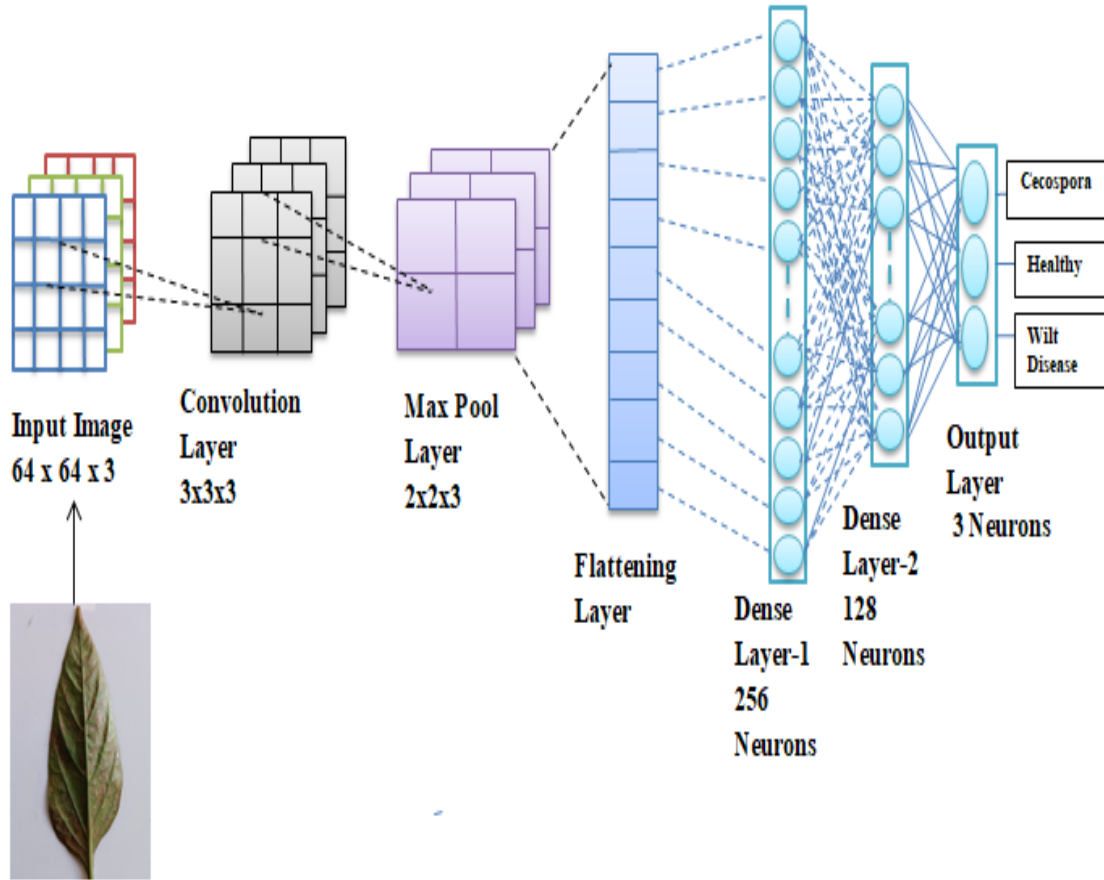 Input Image
64 x 64 x 3
Convolution
Layer
3x3x3
Max Pool
Layer
2x2x3
Flattening
Layer
Dense
Layer-1
256
Neurons
Dense
Layer-2
128
Neurons
Output
Layer
3 Neurons
Cecospora
Healthy
Wilt
Disease